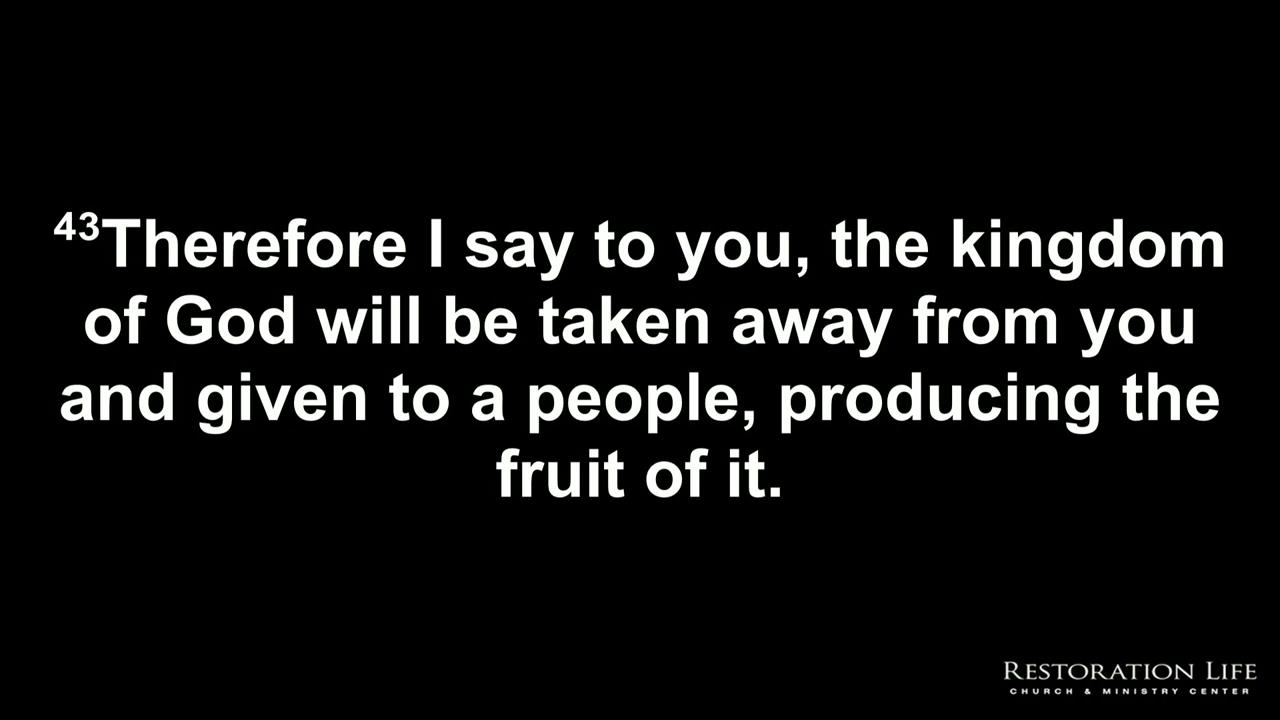 ⁴³Therefore I say to you, the kingdom
of God will be taken away from you
and given to a people, producing the
fruit of it.
RESTORATION LIFE
CHURCH & MINISTRY CENTER